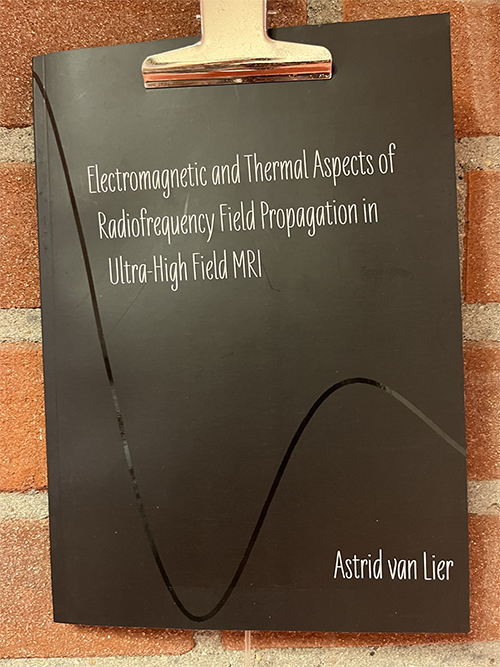 Electromagnetic and Thermal Aspects of
Radiofrequency Field Propagation in
Ultra-High Field MRI
Astrid van Lier